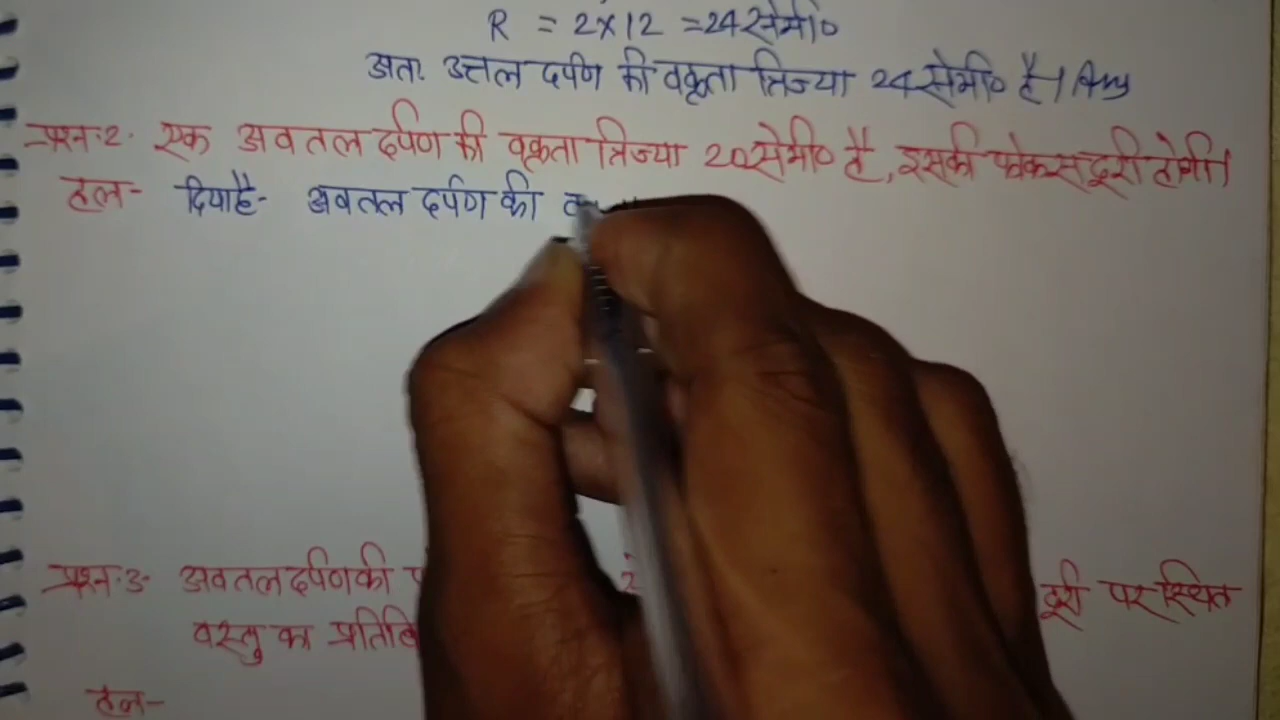 R = 2×12 = 24 सेमी०
अतः उत्तल दर्पण की वक्रता त्रिज्या 24 सेमी० है। Ans
प्रश्न:2. एक अवतल दर्पण की वक्रता त्रिज्या 20 सेमी० है, इसकी फोकस दूरी होगी।
हल- दिया है- अवतल दर्पण की
प्रश्न:3- अवतल दर्पण की दूरी पर स्थित
वस्तु का
हल-